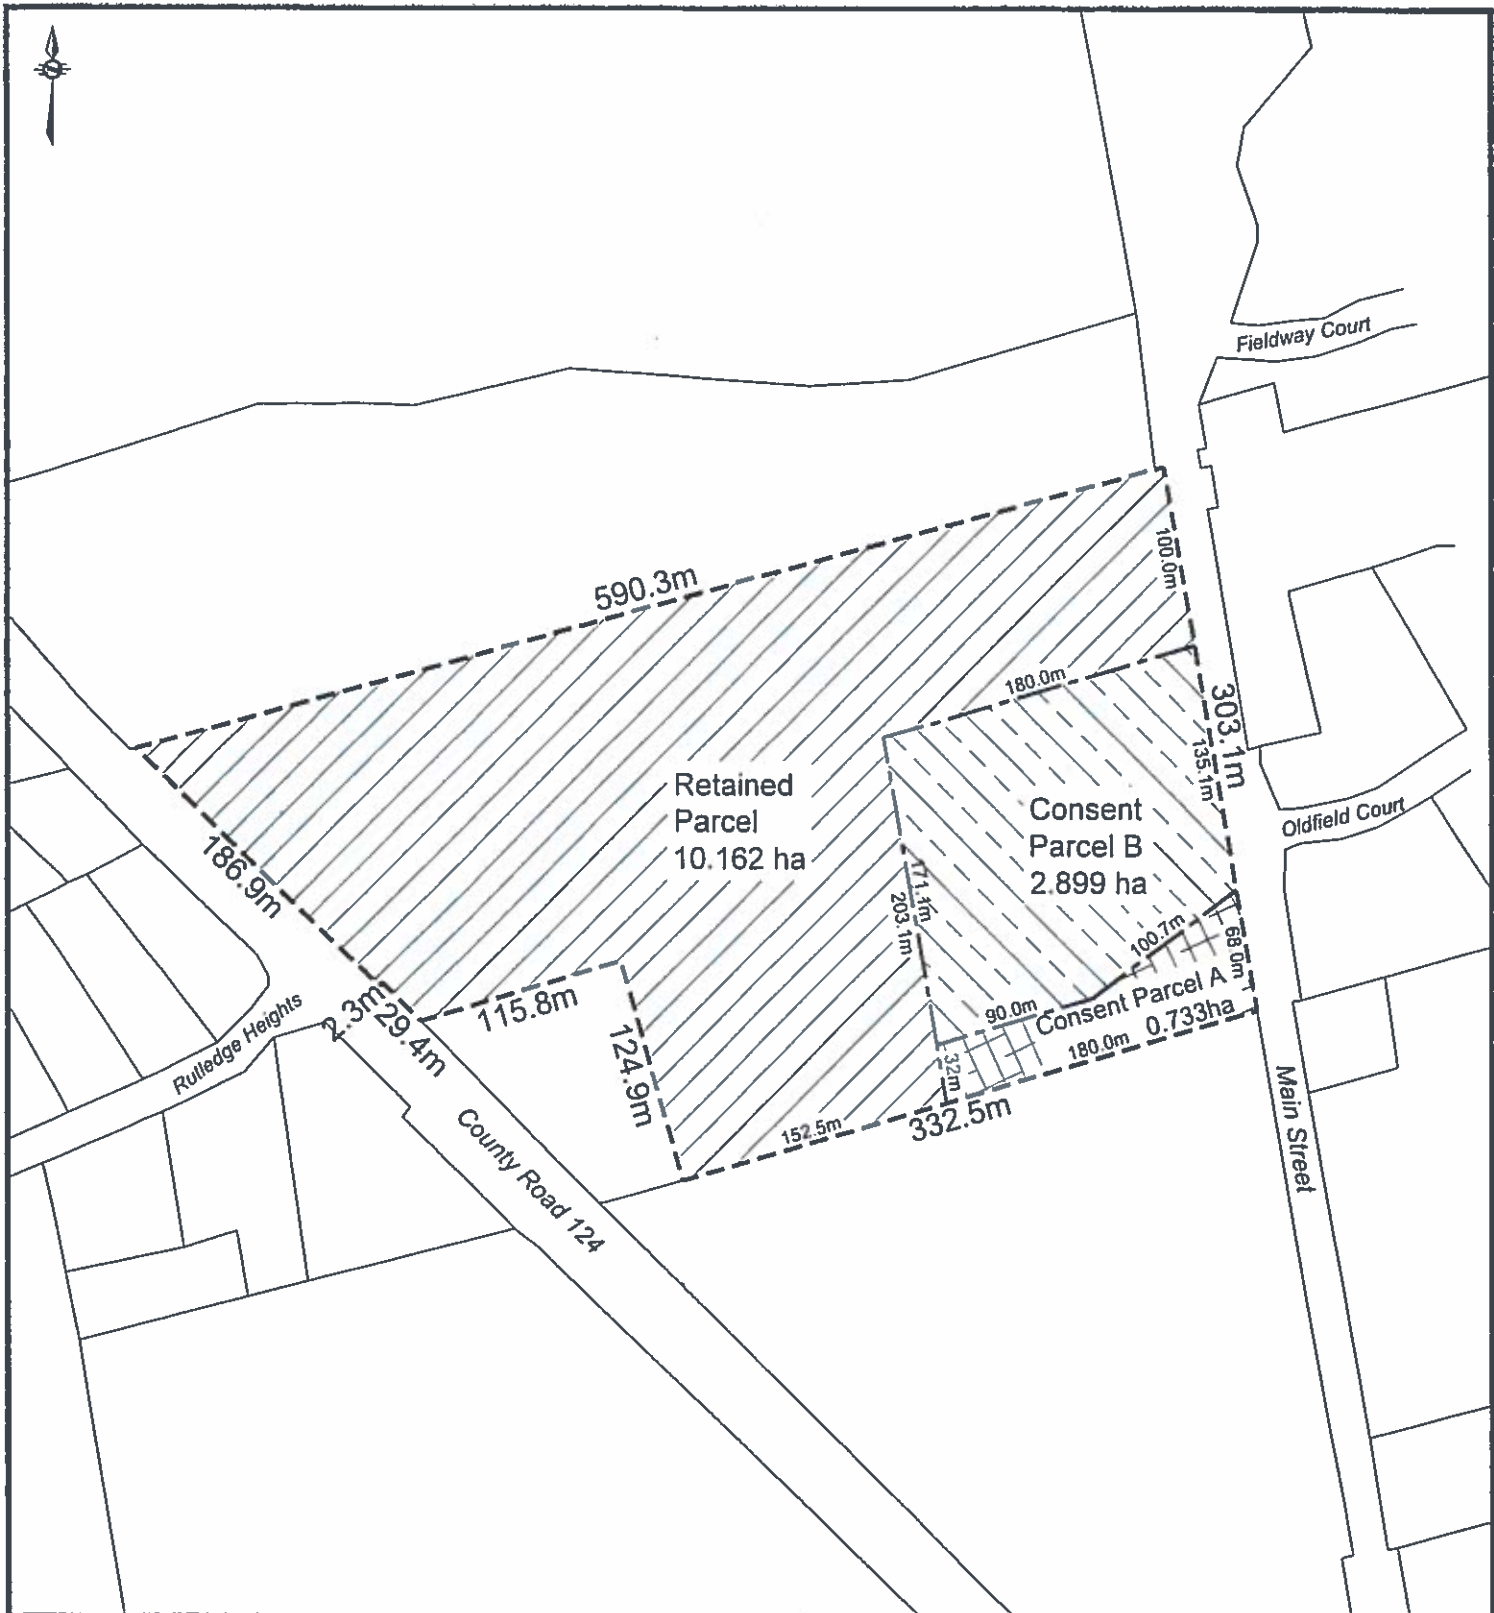 Fieldway Court
590.3m
100.0m
180.0m
303.1m
135.1m
Retained
Parcel
10.162 ha
Consent
Parcel B
2.899 ha
Oldfield Court
186.9m
171.1m
203.1m
100.7m
68.0m
2.3m
29.4m
115.8m
124.9m
90.0m
Consent Parcel A
0.733ha
32m
180.0m
152.5m
332.5m
Rutledge Heights
County Road 124
Main Street